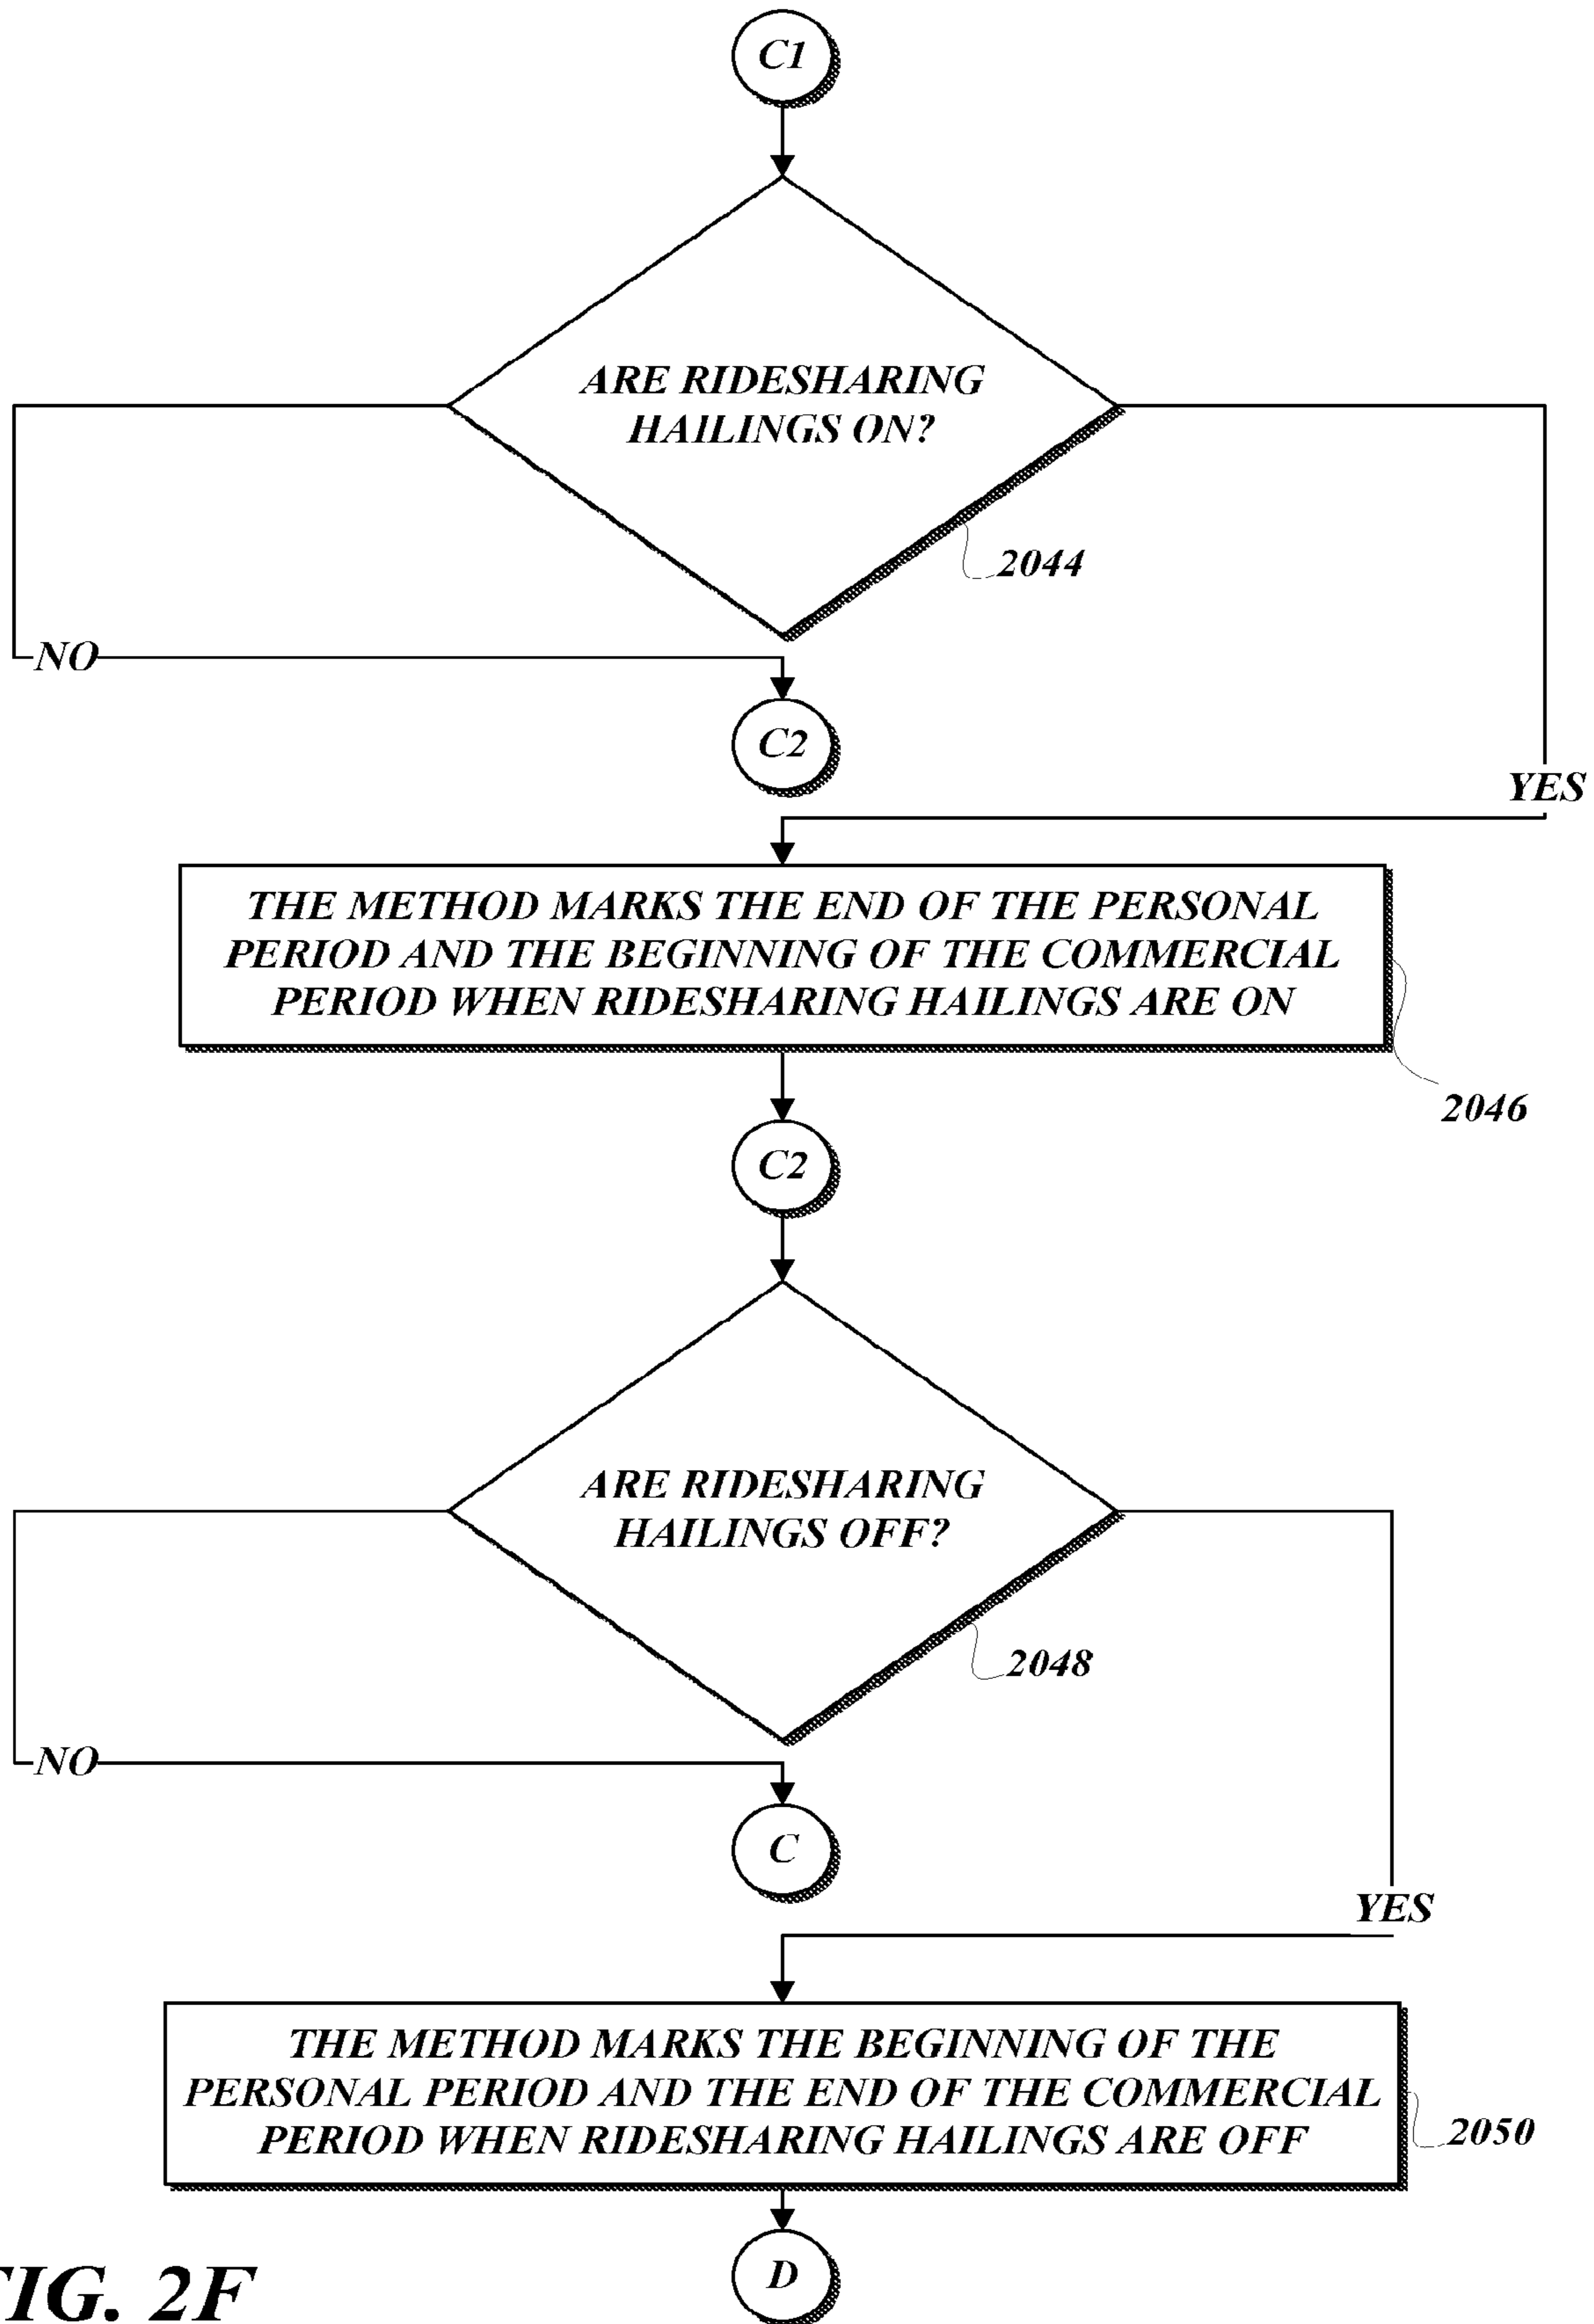 C1
ARE RIDESHARING
HAILINGS ON?
2044
NO
C2
YES
THE METHOD MARKS THE END OF THE PERSONAL
PERIOD AND THE BEGINNING OF THE COMMERCIAL
PERIOD WHEN RIDESHARING HAILINGS ARE ON
2046
C2
ARE RIDESHARING
HAILINGS OFF?
2048
NO
C
YES
THE METHOD MARKS THE BEGINNING OF THE
PERSONAL PERIOD AND THE END OF THE COMMERCIAL
PERIOD WHEN RIDESHARING HAILINGS ARE OFF
2050
D
FIG. 2F